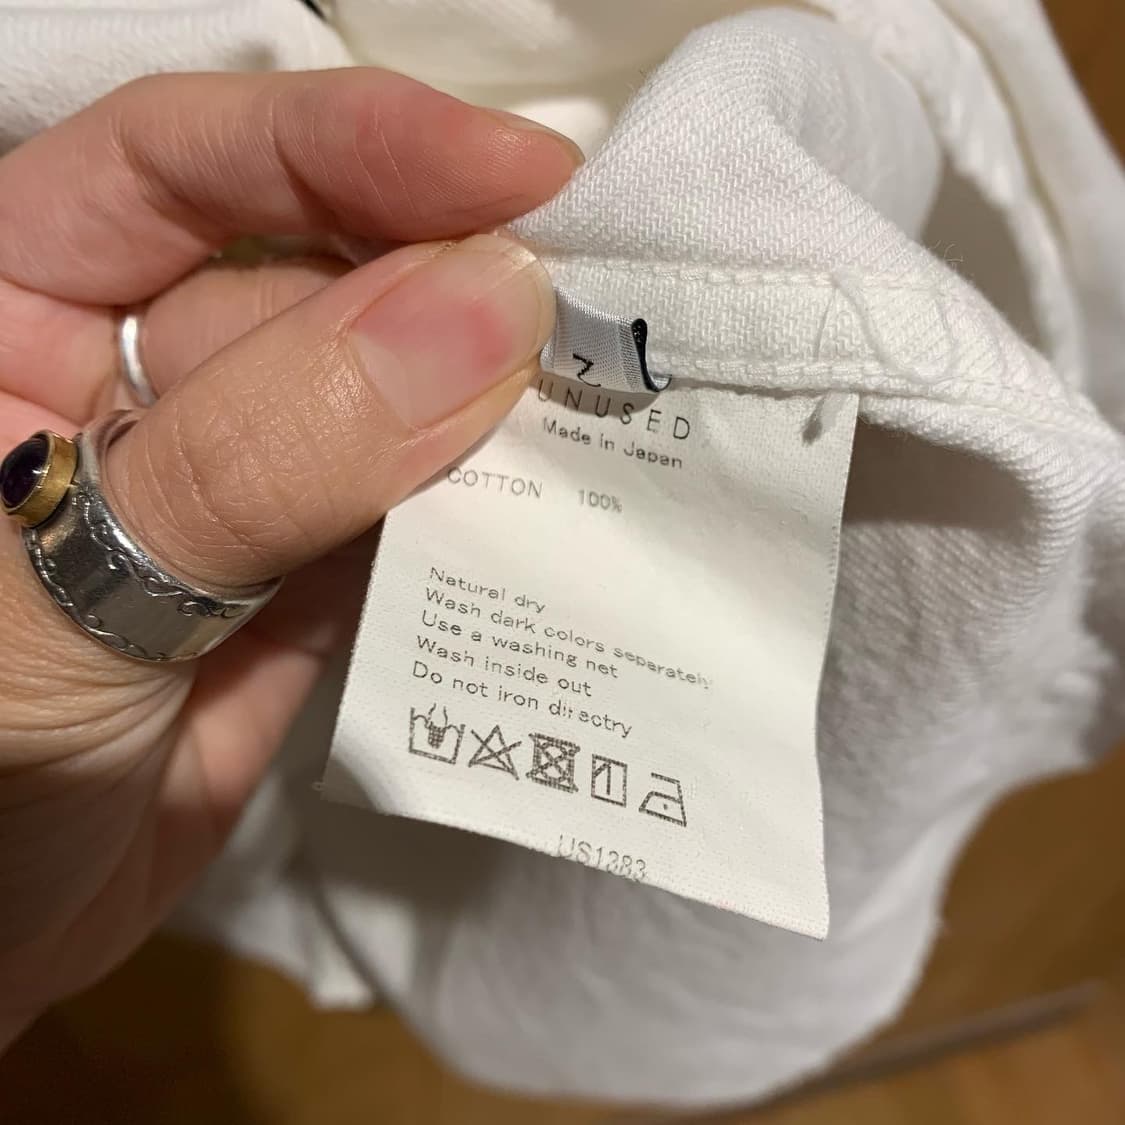 UNUSED
Made in Japan
COTTON 100%
Natural dry
Wash dark colors separately
Use a washing net
Wash inside out
Do not iron directry
US1383